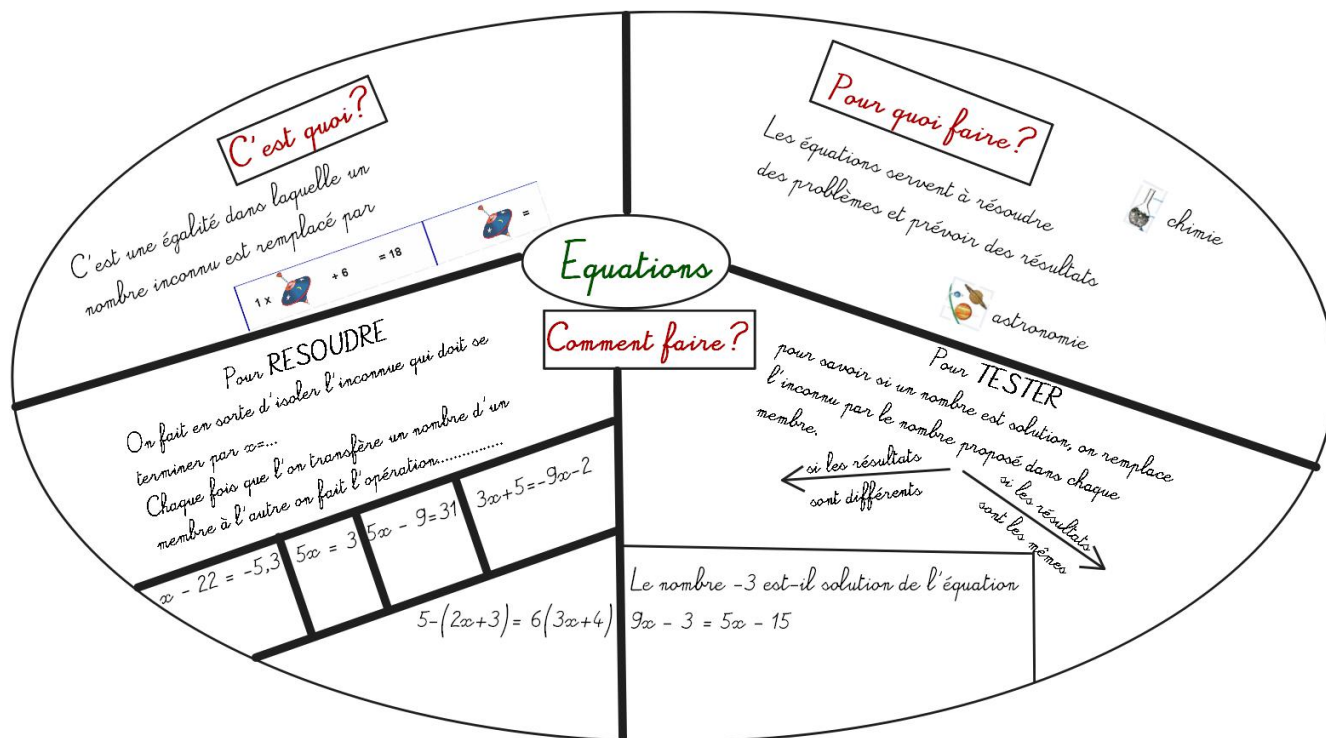 C'est quoi?
C'est une égalité dans laquelle un
nombre inconnu est remplacé par
1 x + 6 = 18
=
Pour quoi faire?
Les équations servent à résoudre
des problèmes et prévoir des résultats
chimie
astronomie
Equations
Comment faire?
Pour RESOUDRE
On fait en sorte d'isoler l'inconnue qui doit se
terminer par x=...
Chaque fois que l'on transfère un nombre d'un
membre à l'autre on fait l'opération...............
x - 22 = -5,3
5x = 3
5x - 9=31
3x+5=-9x-2
5-(2x+3)= 6(3x+4)
Pour TESTER
pour savoir si un nombre est solution, on remplace
l'inconnu par le nombre proposé dans chaque
membre.
si les résultats
sont différents
si les résultats
sont les mêmes
Le nombre -3 est-il solution de l'équation
9x - 3 = 5x - 15